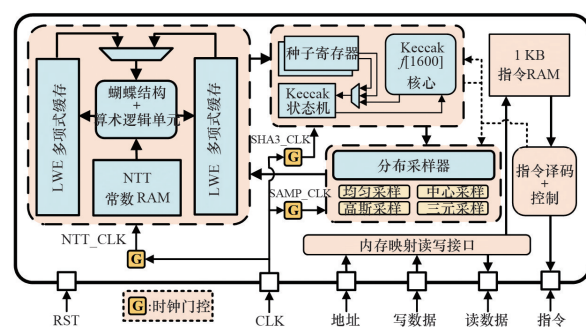 LWE 多项式缓存
蝴蝶结构
+
算术逻辑单元
NTT
常数 RAM
LWE 多项式缓存
种子寄存器
Keccak
状态机
Keccak
f[1600]
核心
1 KB
指令RAM
SHA3_CLK
G
分布采样器
均匀采样
中心采样
高斯采样
三元采样
SAMP_CLK
G
指令译码
+
控制
NTT_CLK
G
内存映射读写接口
G:时钟门控
RST
CLK
地址
写数据
读数据
指令